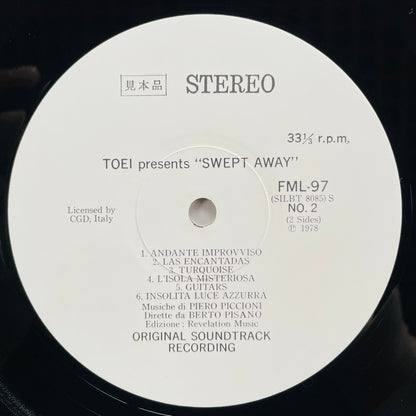 見本品 STEREO
33⅓ r.p.m.
TOEI presents "SWEPT AWAY"
Licensed by
CGD, Italy
FML-97
(SILBT 8085) S
NO. 2
(2 Sides)
℗ 1978
1. ANDANTE IMPROVVISO
2. LAS ENCANTADAS
3. TURQUOISE
4. L'ISOLA MISTERIOSA
5. GUITARS
6. INSOLITA LUCE AZZURRA
Musiche di PIERO PICCIONI
Dirette da BERTO PISANO
Edizione : Revelation Music
ORIGINAL SOUNDTRACK
RECORDING